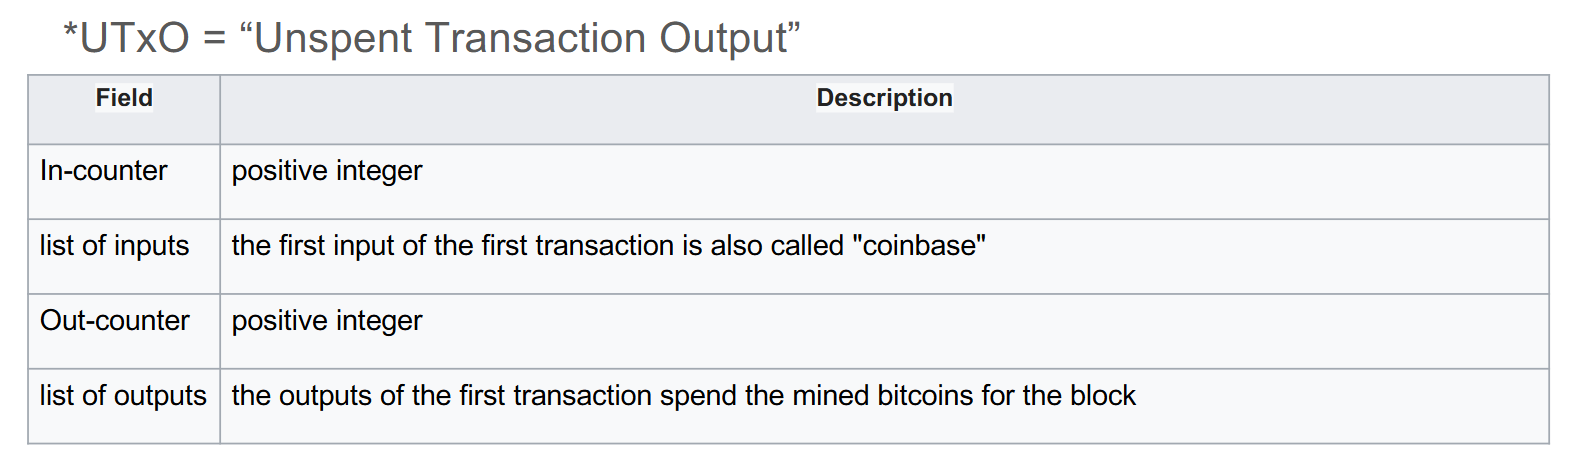 *UTxO = “Unspent Transaction Output”
Field Description
In-counter positive integer
list of inputs the first input of the first transaction is also called "coinbase"
Out-counter positive integer
list of outputs the outputs of the first transaction spend the mined bitcoins for the block